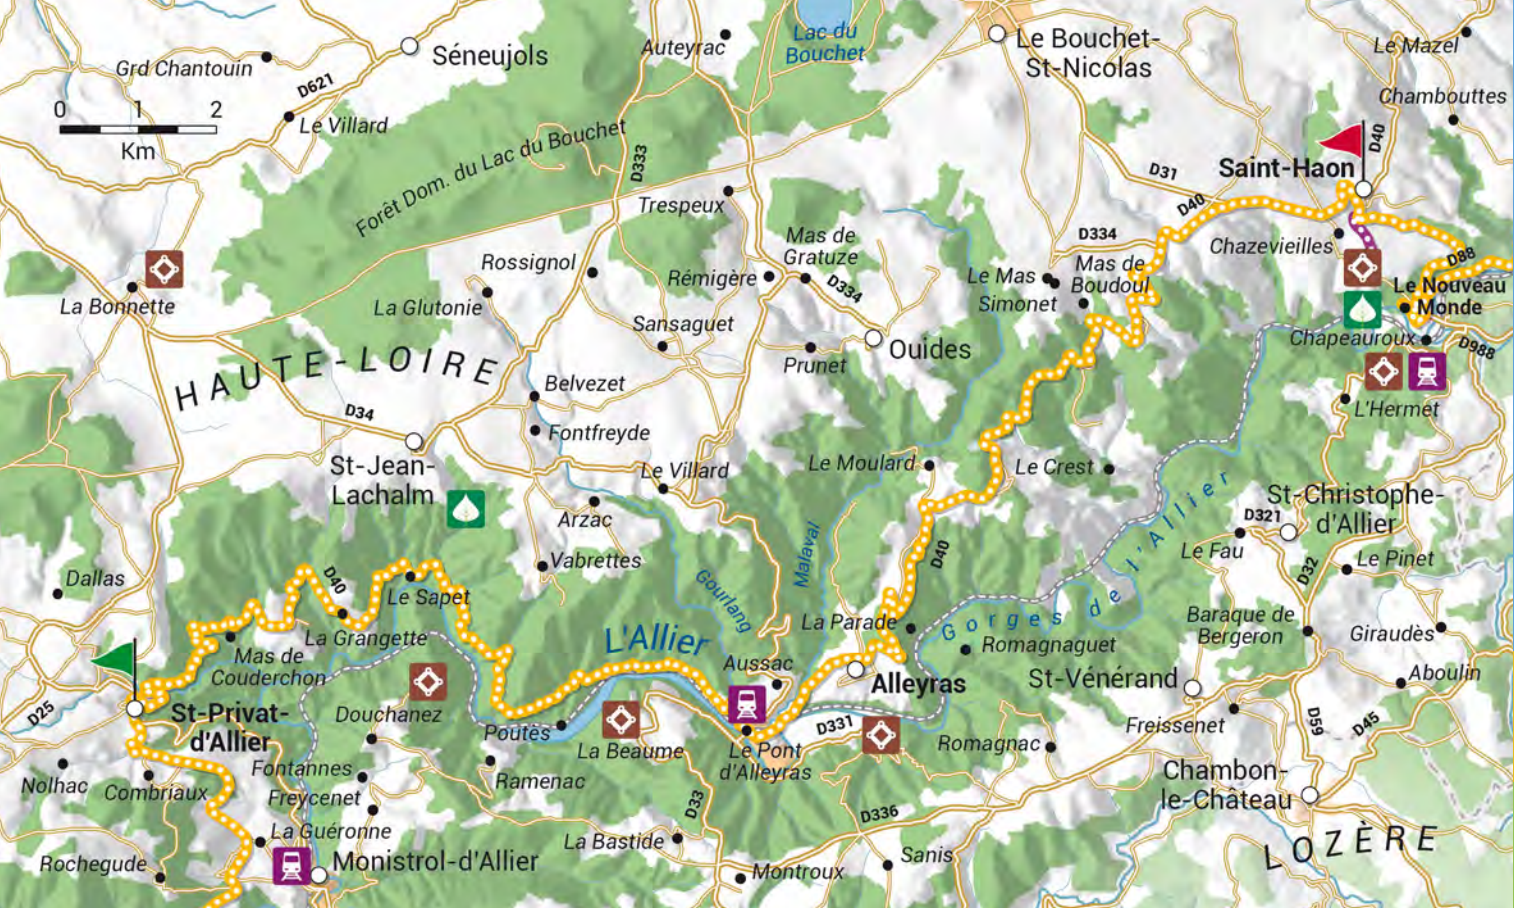 Séneujols
Grd Chantouin
D621
0 1 2
Km
Le Villard
Auteyrac
Lac du
Bouchet
Le Bouchet-
St-Nicolas
Le Mazel
Chambouttes
D40
Forêt Dom. du Lac du Bouchet
D333
Trespeux
D31
Saint-Haon
D40
Mas de
Gratuze
D334
Chazevieilles
D88
La Bonnette
Rossignol
La Glutonie
Rémigère
D334
Le Mas
Mas de
Boudoul
Simonet
Le Nouveau
Monde
Sansaguet
Ouides
Prunet
Chapeauroux
D988
HAUTE-LOIRE
Belvezet
L'Hermet
D34
Fontfreyde
St-Jean-
Lachalm
Le Villard
Le Moulard
Le Crest
Arzac
Gorges de l'Allier
St-Christophe-
d'Allier
D321
Le Fau
Vabrettes
Malaval
D40
Le Pinet
D32
Dallas
D40
Le Sapet
Gourlang
La Grangette
L'Allier
La Parade
Romagnaguet
Baraque de
Bergeron
Giraudès
Mas de
Couderchon
Aussac
Alleyras
St-Vénérand
Aboulin
D25
St-Privat-
d'Allier
Douchanez
Poutès
La Beaume
Le Pont
d'Alleyras
D331
Romagnac
Freissenet
D59
D45
Nolhac
Combriaux
Fontannes
Freycenet
Ramenac
D33
D336
Chambon-
le-Château
La Guéronne
La Bastide
Rochegude
Monistrol-d'Allier
Montroux
Sanis
LOZÈRE